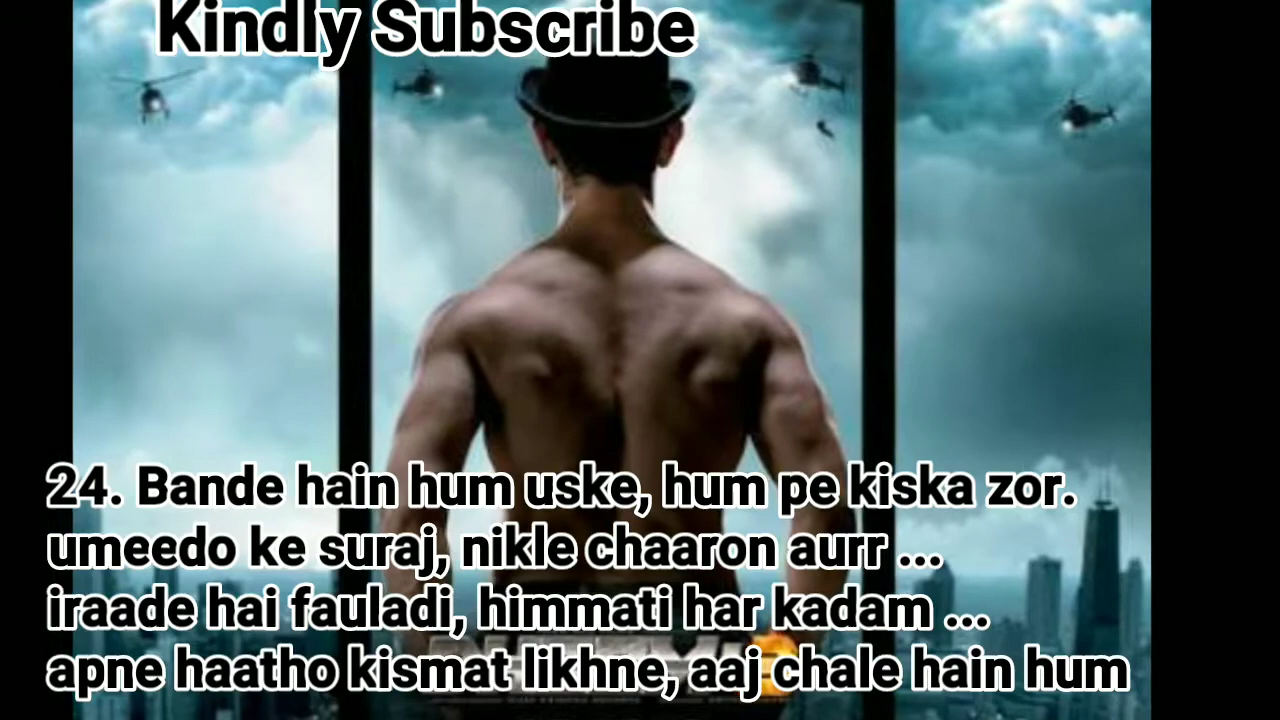 Kindly Subscribe
24. Bande hain hum uske, hum pe kiska zor.
umeedo ke suraj, nikle chaaron aurr ...
iraade hai fauladi, himmati har kadam ...
apne haatho kismat likhne, aaj chale hain hum